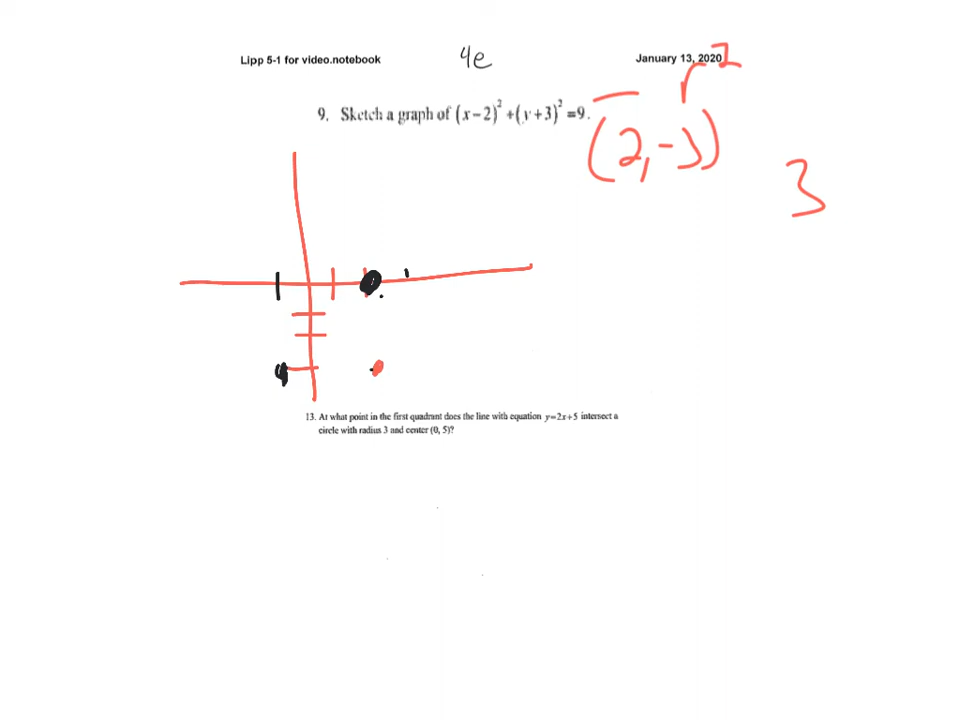 Lipp 5-1 for video.notebook
4e
January 13, 2020
r²
9. Sketch a graph of (x−2)² +(y+3)² =9.
(2,-3)
3
13. At what point in the first quadrant does the line with equation y=2x+5 intersect a
circle with radius 3 and center (0, 5)?